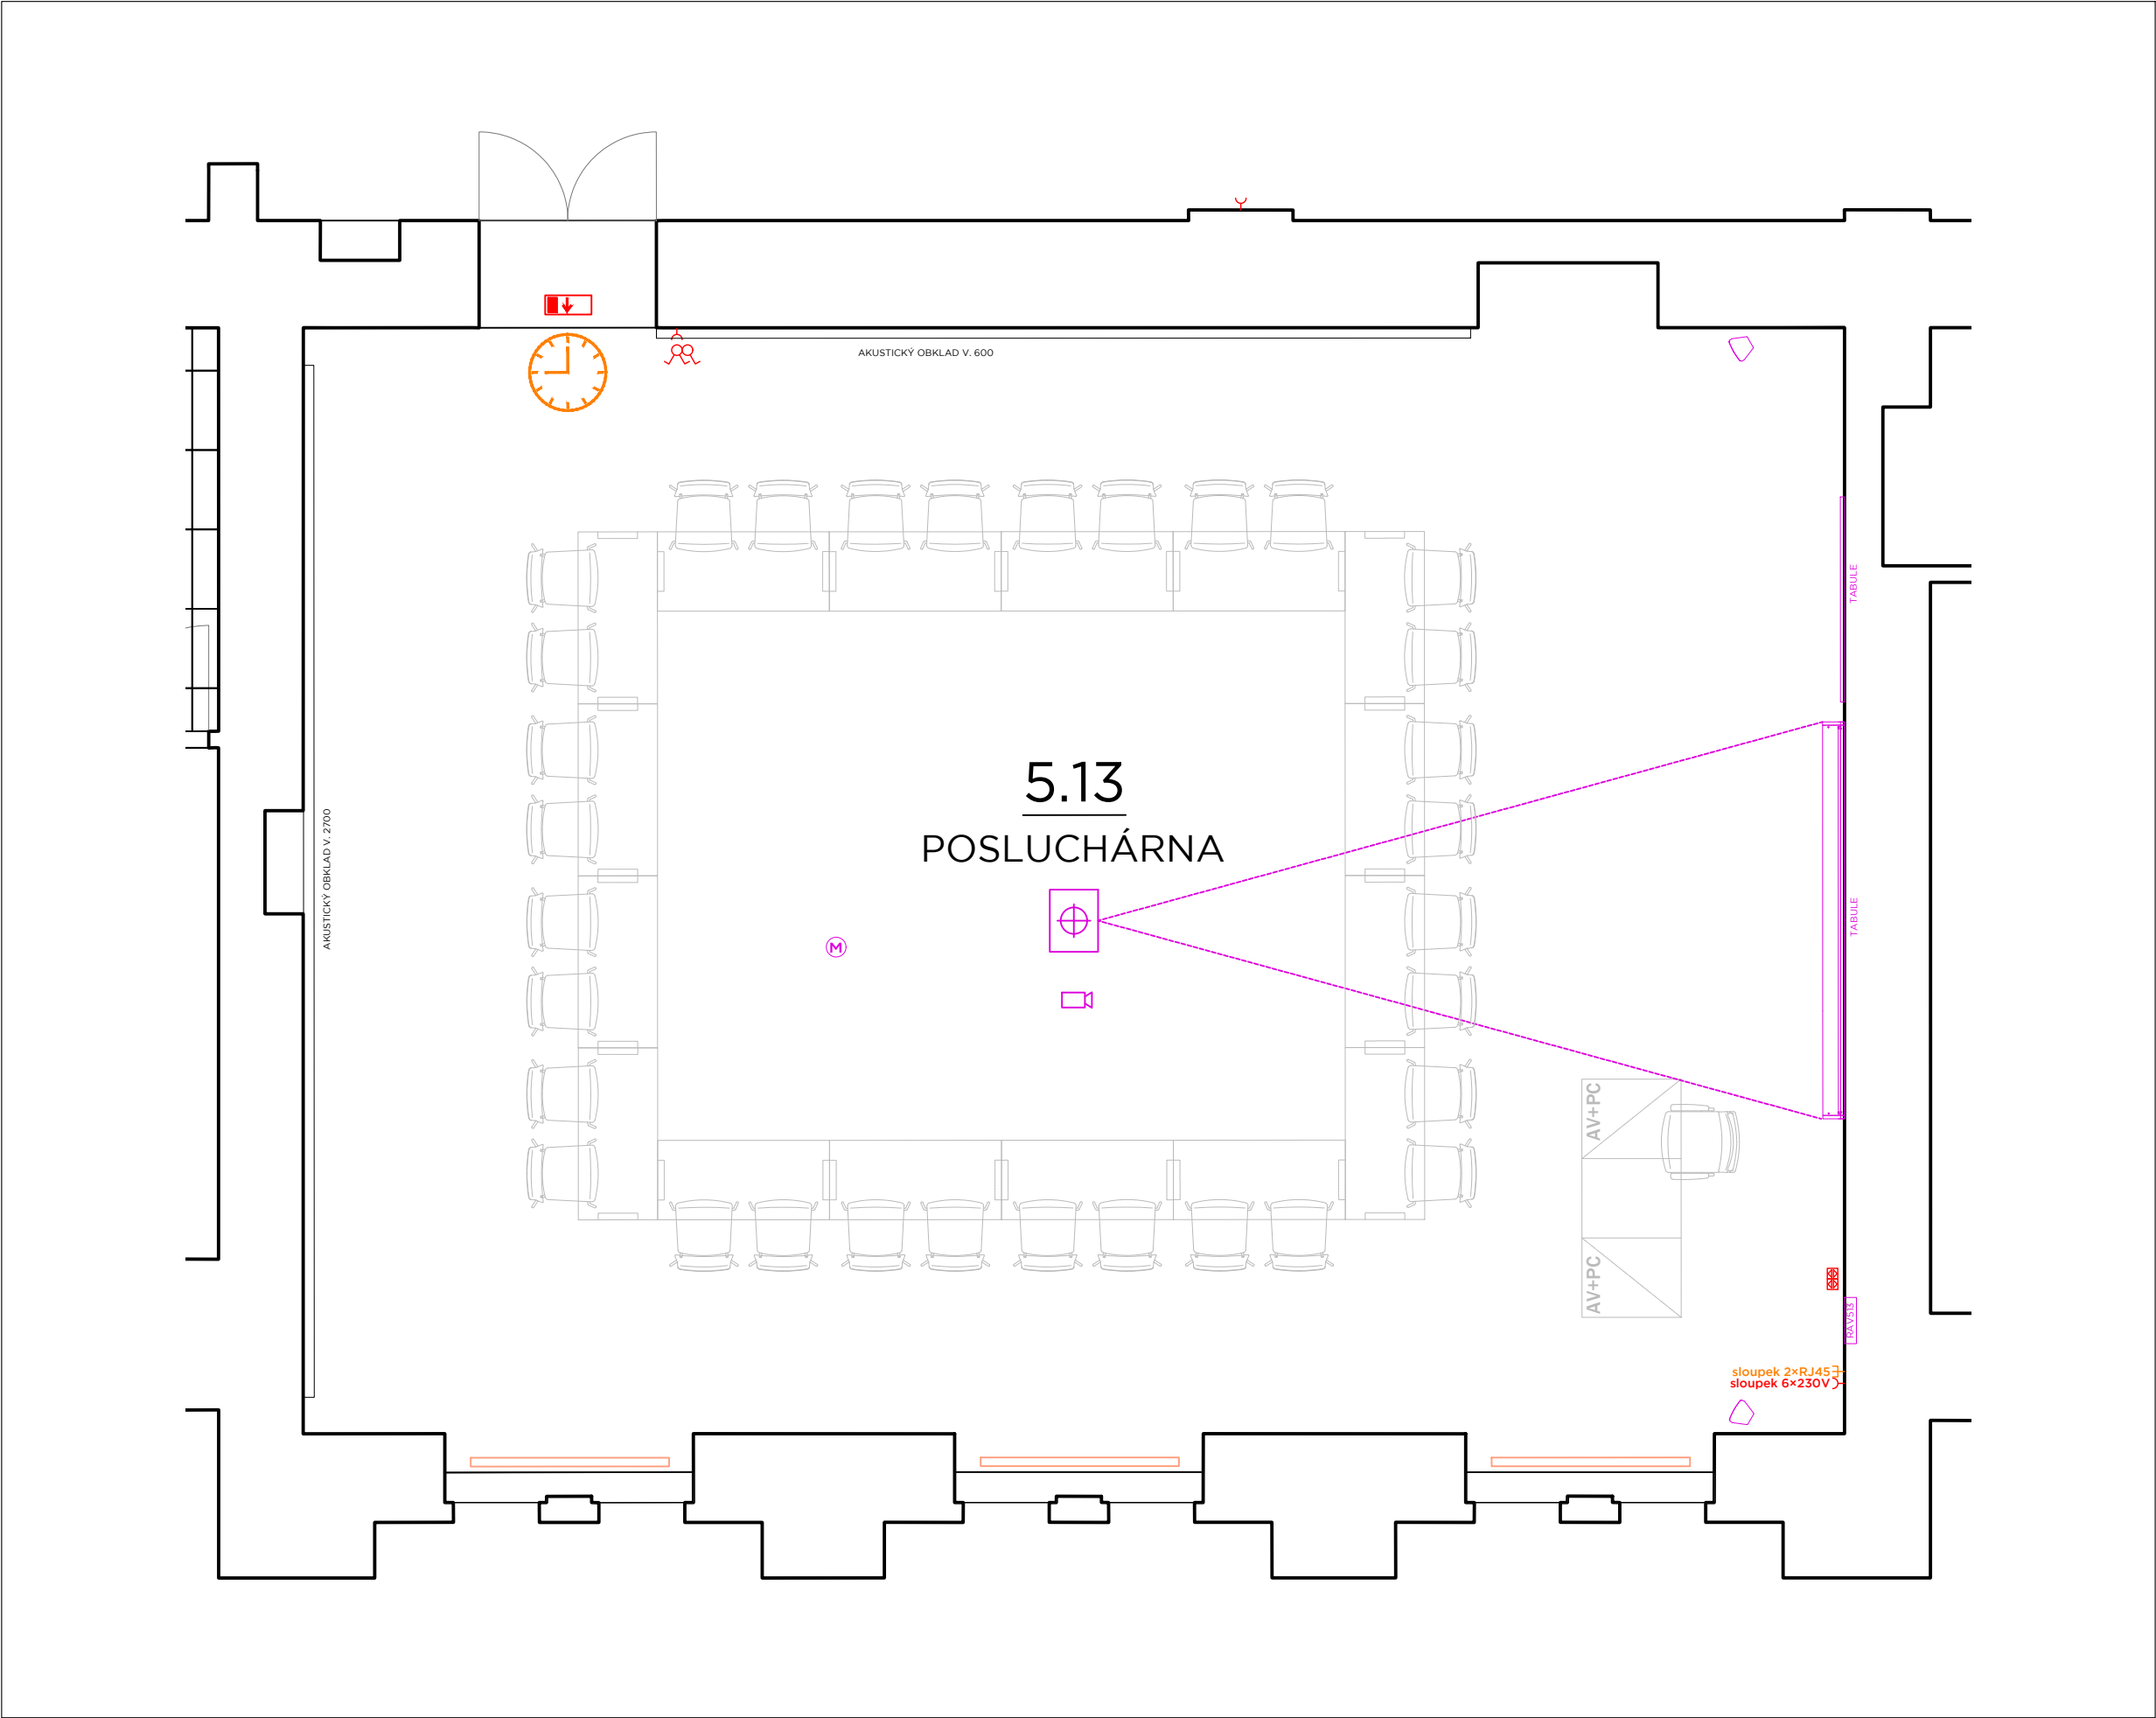 AKUSTICKÝ OBKLAD V. 600
TABULE
5.13
POSLUCHÁRNA
AKUSTICKÝ OBKLAD V. 2700
M
TABULE
AV+PC
AV+PC
RAV513
sloupek 2×RJ45
sloupek 6×230V